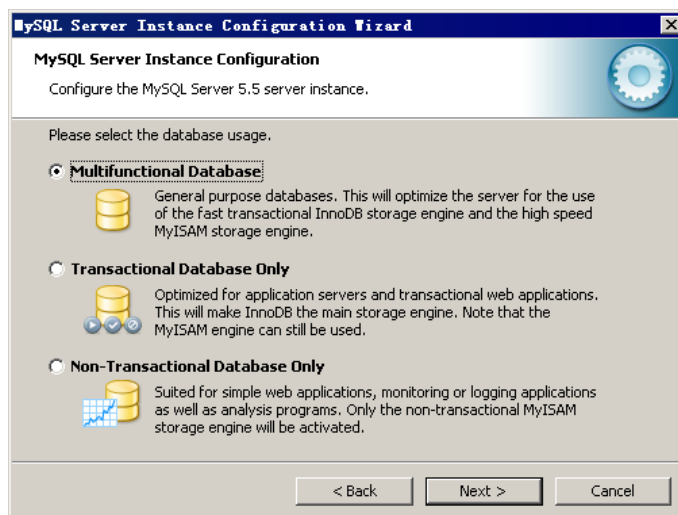 MySQL Server Instance Configuration Wizard
MySQL Server Instance Configuration
Configure the MySQL Server 5.5 server instance.
Please select the database usage.
Multifunctional Database
General purpose databases. This will optimize the server for the use
of the fast transactional InnoDB storage engine and the high speed
MyISAM storage engine.
Transactional Database Only
Optimized for application servers and transactional web applications.
This will make InnoDB the main storage engine. Note that the
MyISAM engine can still be used.
Non-Transactional Database Only
Suited for simple web applications, monitoring or logging applications
as well as analysis programs. Only the non-transactional MyISAM
storage engine will be activated.
< Back
Next >
Cancel